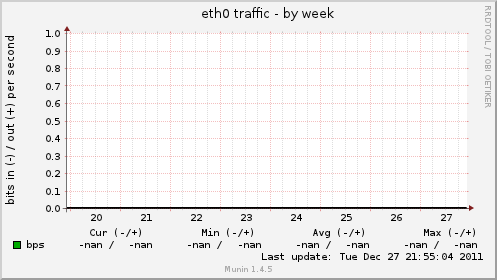 eth0 traffic - by week
RRDTOOL / TOBI OETIKER
bits in (-) / out (+) per second
1.0
0.9
0.8
0.7
0.6
0.5
0.4
0.3
0.2
0.1
0.0
20 21 22 23 24 25 26 27
Cur (-/+) Min (-/+) Avg (-/+) Max (-/+)
bps -nan / -nan -nan / -nan -nan / -nan -nan / -nan
Last update: Tue Dec 27 21:55:04 2011
Munin 1.4.5